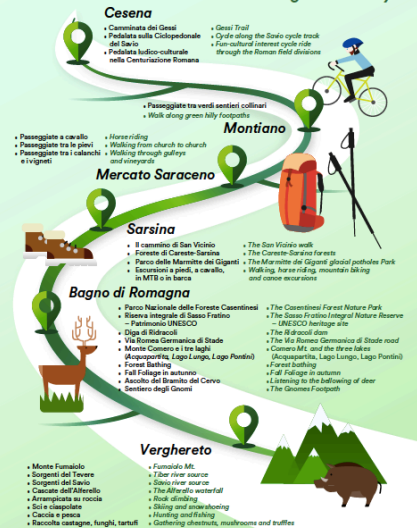 Cesena
• Camminata dei Gessi
• Pedalata sulla Ciclopedonale
del Savio
• Pedalata ludico-culturale
nella Centuriazione Romana
• Gessi Trail
• Cycle along the Savio cycle track
• Fun-cultural interest cycle ride
through the Roman field divisions
• Passeggiate tra verdi sentieri collinari
• Walk along green hilly footpaths
Montiano
• Passeggiate a cavallo
• Passeggiate tra le pievi
• Passeggiate tra i calanchi
e i vigneti
• Horse riding
• Walking from church to church
• Walking through gulleys
and vineyards
Mercato Saraceno
Sarsina
• Il cammino di San Vicinio
• Foreste di Careste-Sarsina
• Parco delle Marmitte dei Giganti
• Escursioni a piedi, a cavallo,
in MTB o in barca
• The San Vicinio walk
• The Careste-Sarsina forests
• The Marmitte dei Giganti glacial potholes Park
• Walking, horse riding, mountain biking
and canoe excursions
Bagno di Romagna
• Parco Nazionale delle Foreste Casentinesi
• Riserva integrale di Sasso Fratino
– Patrimonio UNESCO
• Diga di Ridracoli
• Via Romea Germanica di Stade
• Monte Comero e i tre laghi
(Acquapartita, Lago Lungo, Lago Pontini)
• Forest Bathing
• Fall Foliage in autunno
• Ascolto del Bramito del Cervo
• Sentiero degli Gnomi
• The Casentinesi Forest Nature Park
• The Sasso Fratino Integral Nature Reserve
– UNESCO heritage site
• The Ridracoli dam
• The Via Romea Germanica di Stade road
• Comero Mt. and the three lakes
(Acquapartita, Lago Lungo, Lago Pontini)
• Forest bathing
• Fall Foliage in autumn
• Listening to the bellowing of deer
• The Gnomes Footpath
Verghereto
• Monte Fumaiolo
• Sorgenti del Tevere
• Sorgenti del Savio
• Cascate dell'Alferello
• Arrampicata su roccia
• Sci e ciaspolate
• Caccia e pesca
• Raccolta castagne, funghi, tartufi
• Fumaiolo Mt.
• Tiber river source
• Savio river source
• The Alferello waterfall
• Rock climbing
• Skiing and snowshoeing
• Hunting and fishing
• Gathering chestnuts, mushrooms and truffles